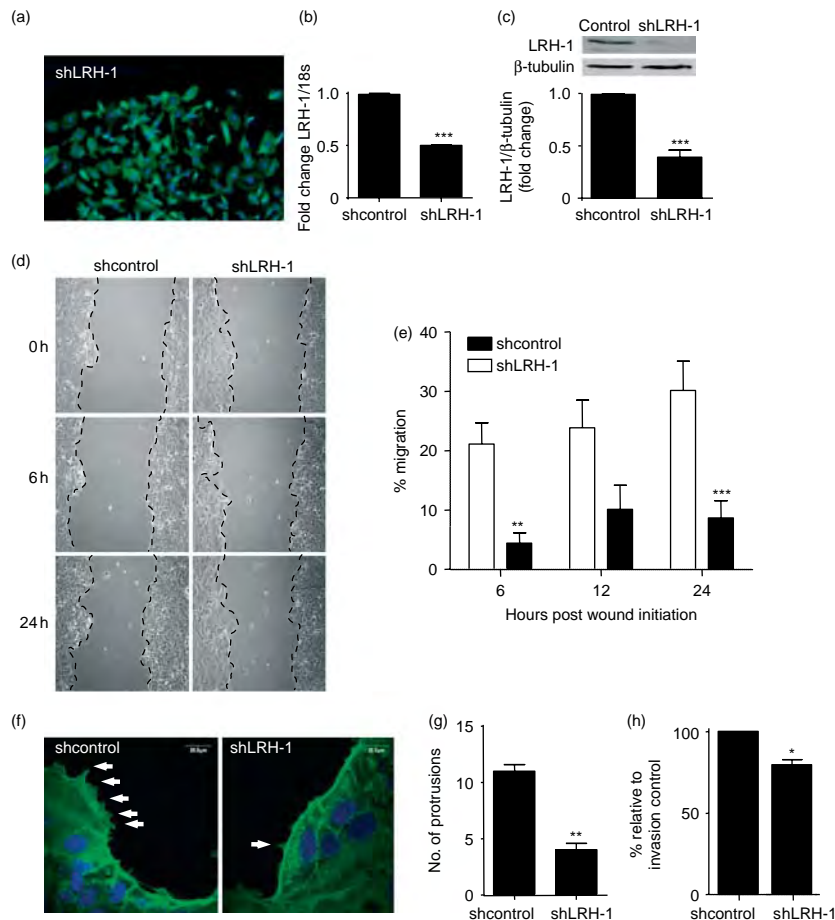 (a)
shLRH-1
(b)
Fold change LRH-1/18s
1.0
0.5
0
***
shcontrol shLRH-1
(c)
Control shLRH-1
LRH-1
β-tubulin
LRH-1/β-tubulin
(fold change)
1.0
0.5
0
***
shcontrol shLRH-1
(d)
shcontrol shLRH-1
0 h
6 h
24 h
(e)
% migration
40
30
20
10
0
shcontrol
shLRH-1
**
***
6 12 24
Hours post wound initiation
(f)
shcontrol
shLRH-1
(g)
No. of protrusions
15
10
5
0
**
shcontrol shLRH-1
(h)
% relative to
invasion control
100
50
0
*
shcontrol shLRH-1